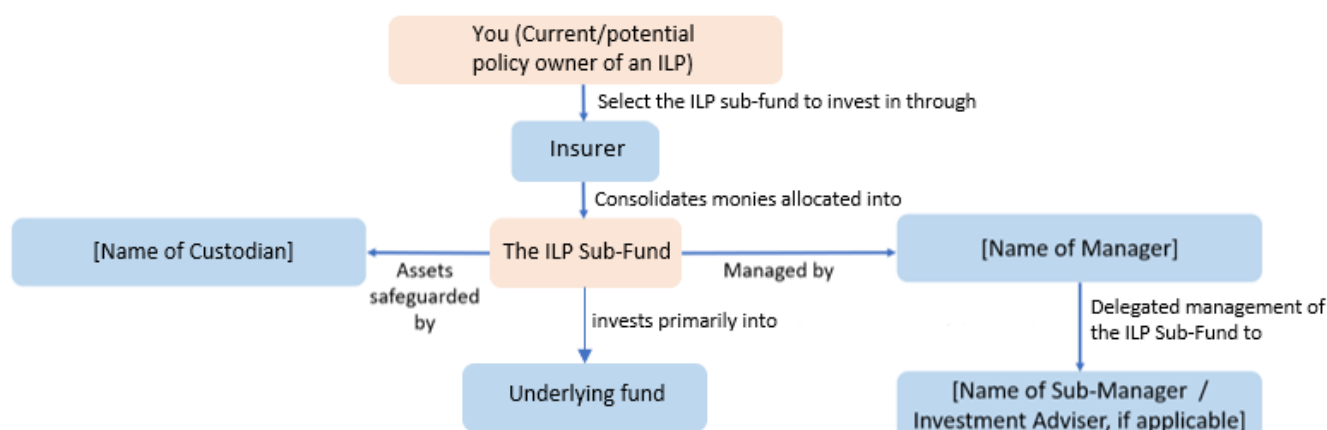 You (Current/potential
policy owner of an ILP)
Select the ILP sub-fund to invest in through
Insurer
Consolidates monies allocated into
[Name of Custodian]
The ILP Sub-Fund
[Name of Manager]
Assets
safeguarded
by
Managed by
Delegated management of
the ILP Sub-Fund to
invests primarily into
Underlying fund
[Name of Sub-Manager /
Investment Adviser, if applicable]